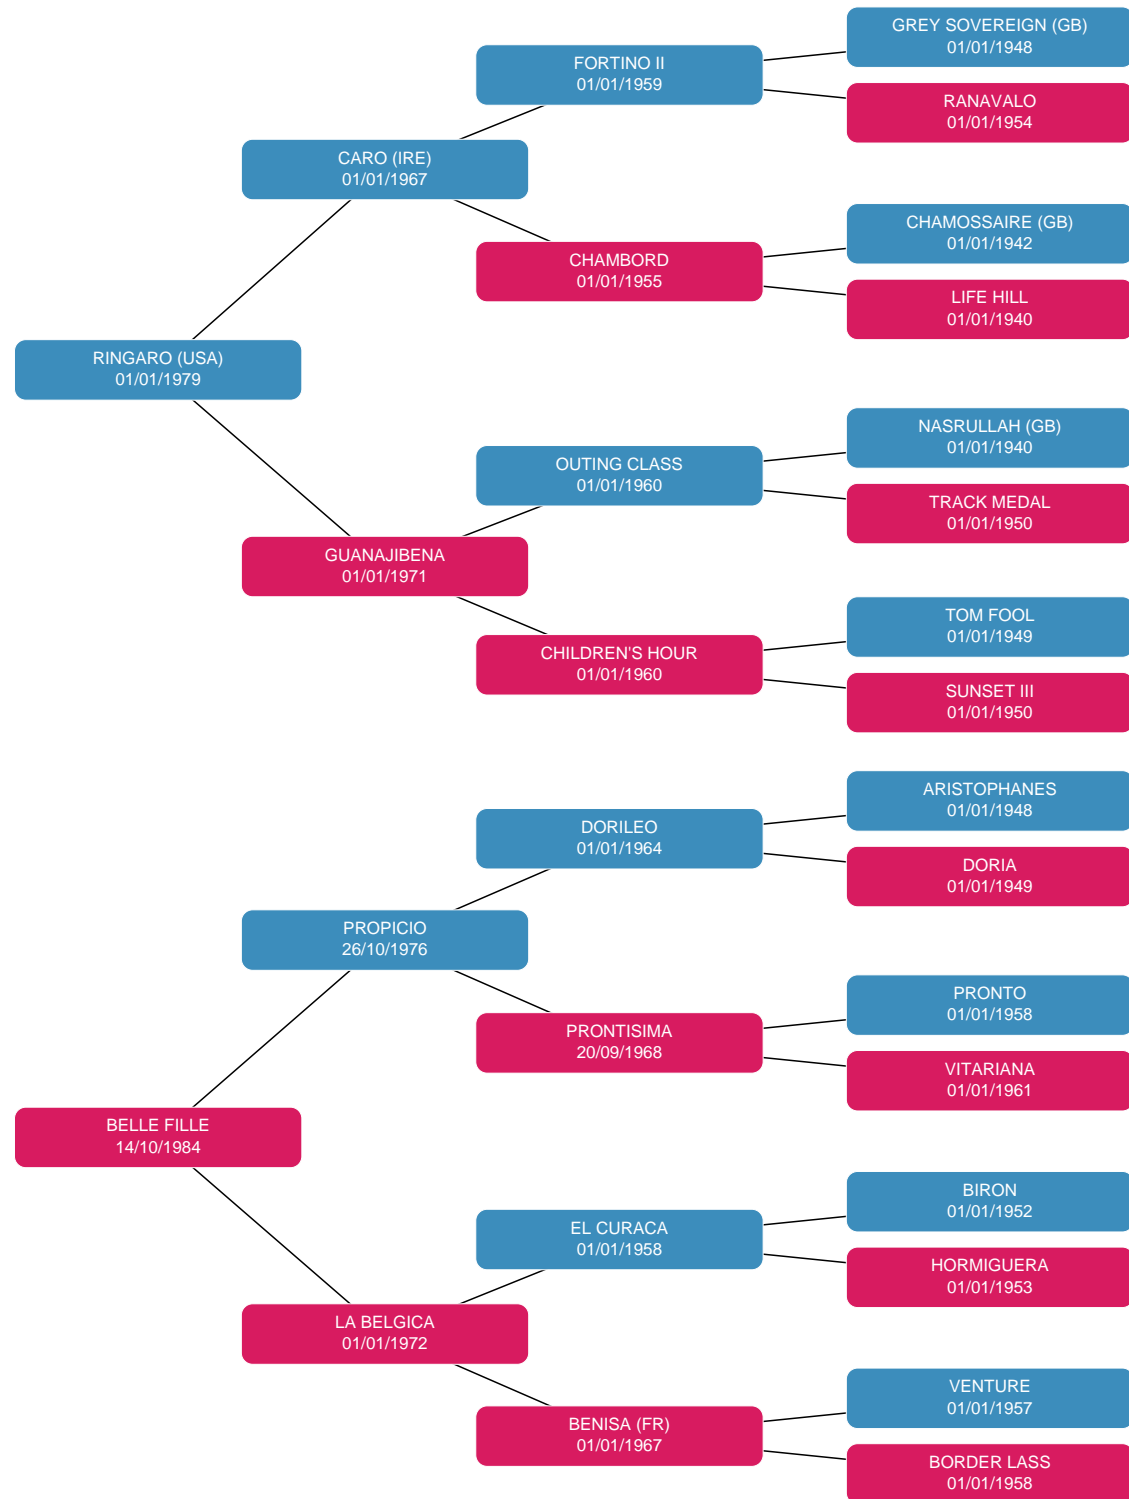 GREY SOVEREIGN (GB)
01/01/1948
FORTINO II
01/01/1959
RANAVALO
01/01/1954
CARO (IRE)
01/01/1967
CHAMOSSAIRE (GB)
01/01/1942
CHAMBORD
01/01/1955
LIFE HILL
01/01/1940
RINGARO (USA)
01/01/1979
NASRULLAH (GB)
01/01/1940
OUTING CLASS
01/01/1960
TRACK MEDAL
01/01/1950
GUANAJIBENA
01/01/1971
TOM FOOL
01/01/1949
CHILDREN'S HOUR
01/01/1960
SUNSET III
01/01/1950
ARISTOPHANES
01/01/1948
DORILEO
01/01/1964
DORIA
01/01/1949
PROPICIO
26/10/1976
PRONTO
01/01/1958
PRONTISIMA
20/09/1968
VITARIANA
01/01/1961
BELLE FILLE
14/10/1984
BIRON
01/01/1952
EL CURACA
01/01/1958
HORMIGUERA
01/01/1953
LA BELGICA
01/01/1972
VENTURE
01/01/1957
BENISA (FR)
01/01/1967
BORDER LASS
01/01/1958